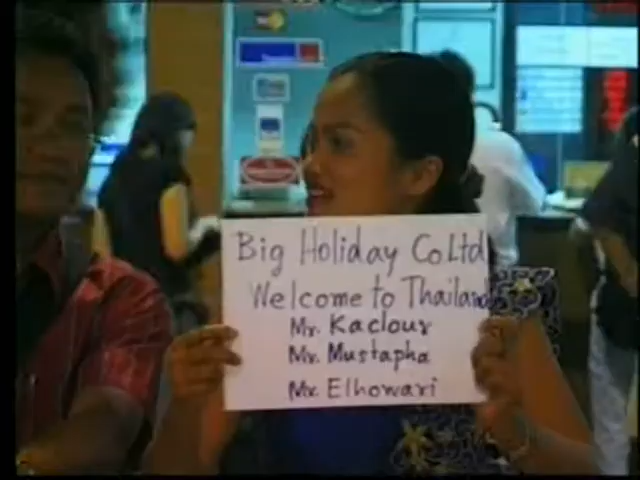 Big Holiday Co Ltd
Welcome to Thailand
Mr. Kaclour
Mr. Mustapha
Mr. Elhowari